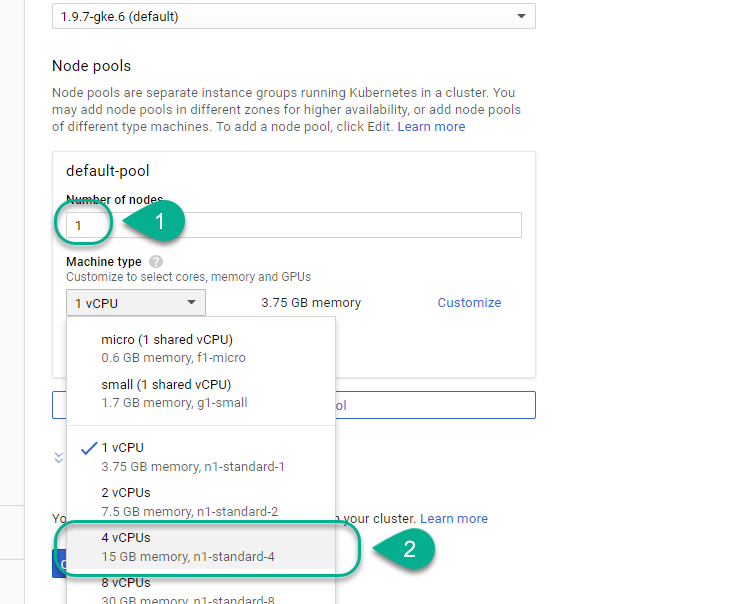 1.9.7-gke.6 (default)
Node pools
Node pools are separate instance groups running Kubernetes in a cluster. You
may add node pools in different zones for higher availability, or add node pools
of different type machines. To add a node pool, click Edit. Learn more
default-pool
Number of nodes
1
1
Machine type ?
Customize to select cores, memory and GPUs
1 vCPU 3.75 GB memory Customize
micro (1 shared vCPU)
0.6 GB memory, f1-micro
small (1 shared vCPU)
1.7 GB memory, g1-small
1 vCPU
3.75 GB memory, n1-standard-1
2 vCPUs
7.5 GB memory, n1-standard-2
your cluster. Learn more
4 vCPUs
15 GB memory, n1-standard-4
2
8 vCPUs
30 GB memory, n1-standard-8